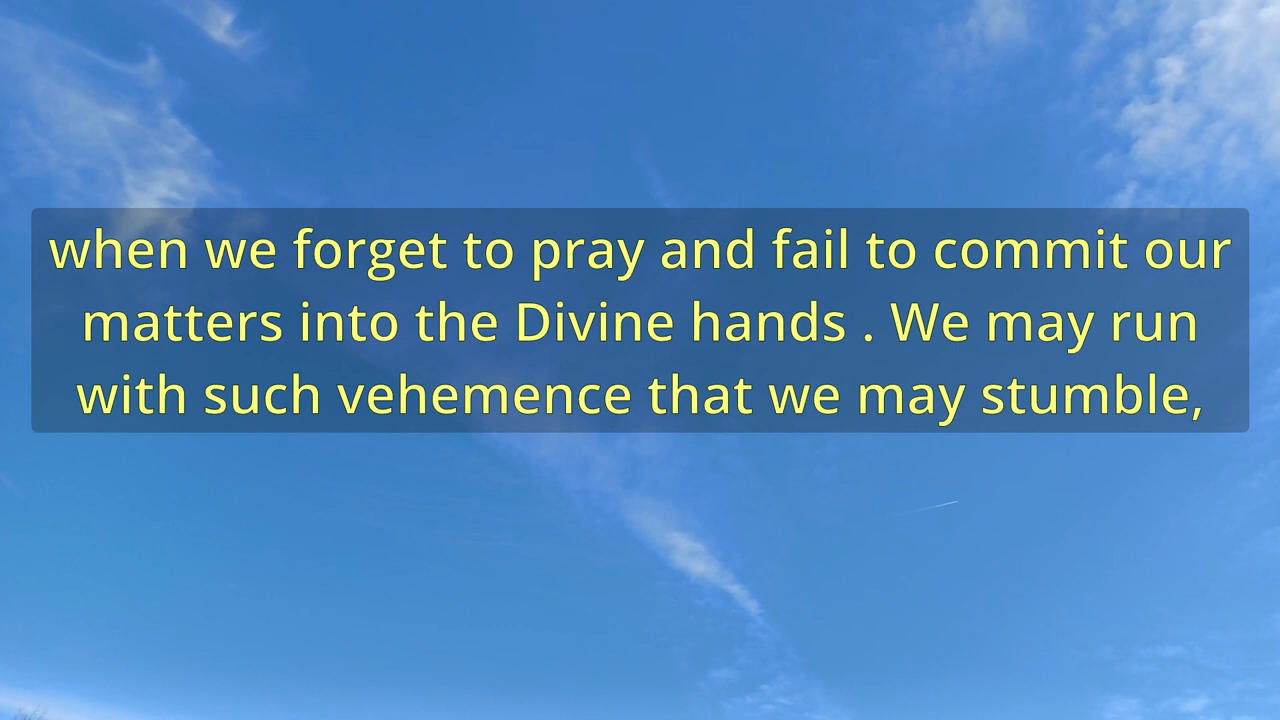 when we forget to pray and fail to commit our
matters into the Divine hands . We may run
with such vehemence that we may stumble,